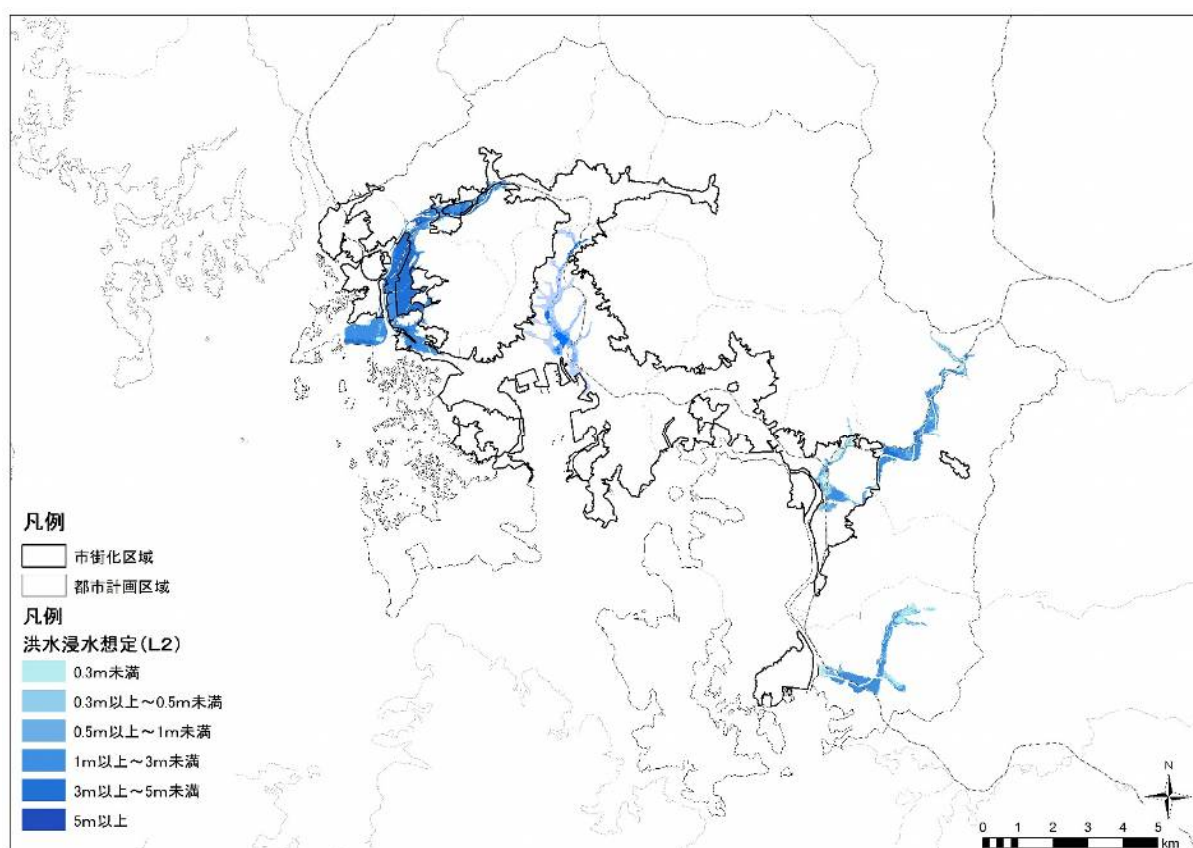 凡例
市街化区域
都市計画区域
凡例
洪水浸水想定(L2)
0.3m未満
0.3m以上～0.5m未満
0.5m以上～1m未満
1m以上～3m未満
3m以上～5m未満
5m以上
N
0 1 2 3 4 5
km